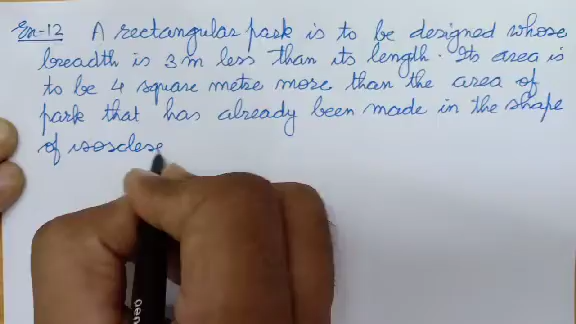 Em-12 A rectangular park is to be designed whose
breadth is 3 m less than its length. Its area is
to be 4 square metre more than the area of
park that has already been made in the shape
of isoscles